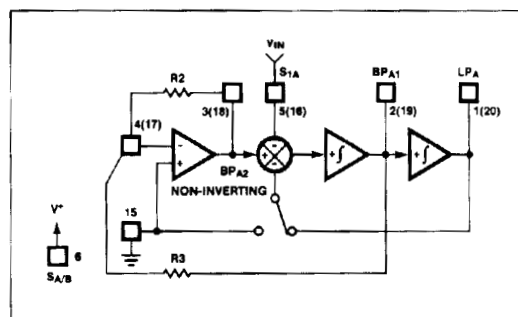 VIN
R2
S1A
BPA1
LPA
3(18)
5(16)
2(19)
1(20)
4(17)
−
+
+
−
−
+∫
+∫
BPA2
NON-INVERTING
15
V+
6
SA/B
R3